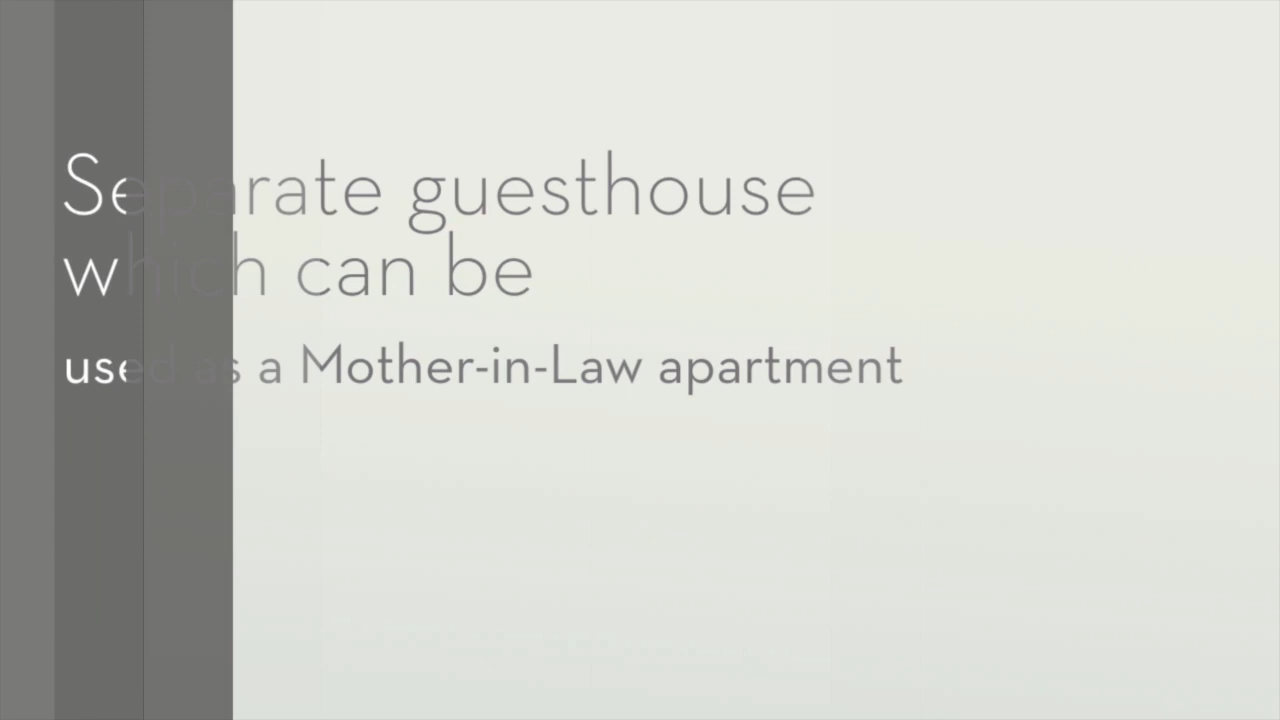 Separate guesthouse
which can be
used as a Mother-in-Law apartment